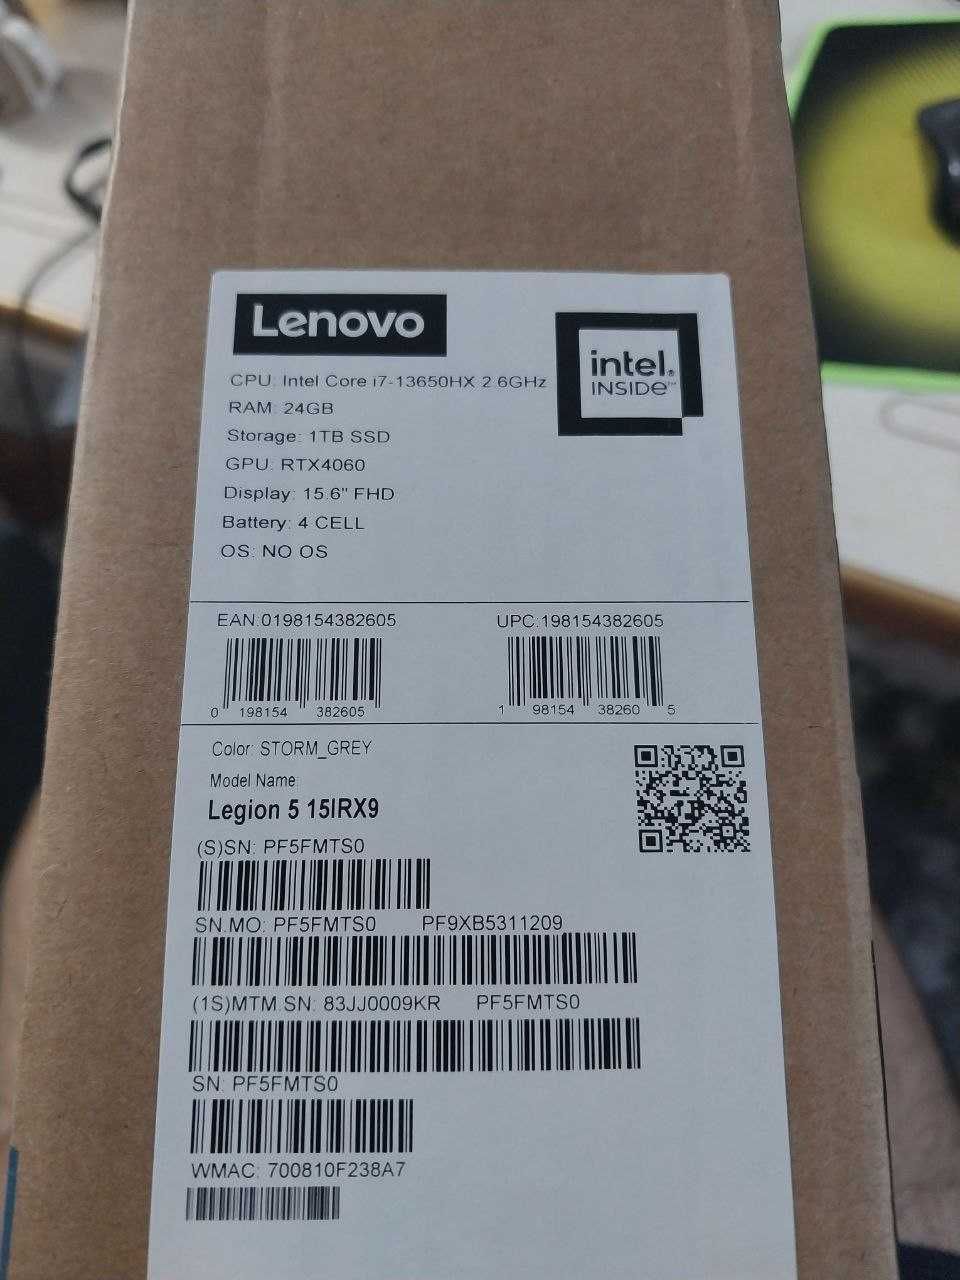 Lenovo
intel.
INSIDE™
CPU: Intel Core i7-13650HX 2 6GHz
RAM: 24GB
Storage: 1TB SSD
GPU: RTX4060
Display: 15.6" FHD
Battery: 4 CELL
OS: NO OS
EAN:0198154382605 UPC:198154382605
0 198154 382605 1 98154 38260 5
Color: STORM_GREY
Model Name:
Legion 5 15IRX9
(S)SN: PF5FMTS0
SN.MO: PF5FMTS0 PF9XB5311209
(1S)MTM.SN: 83JJ0009KR PF5FMTS0
SN: PF5FMTS0
WMAC: 700810F238A7